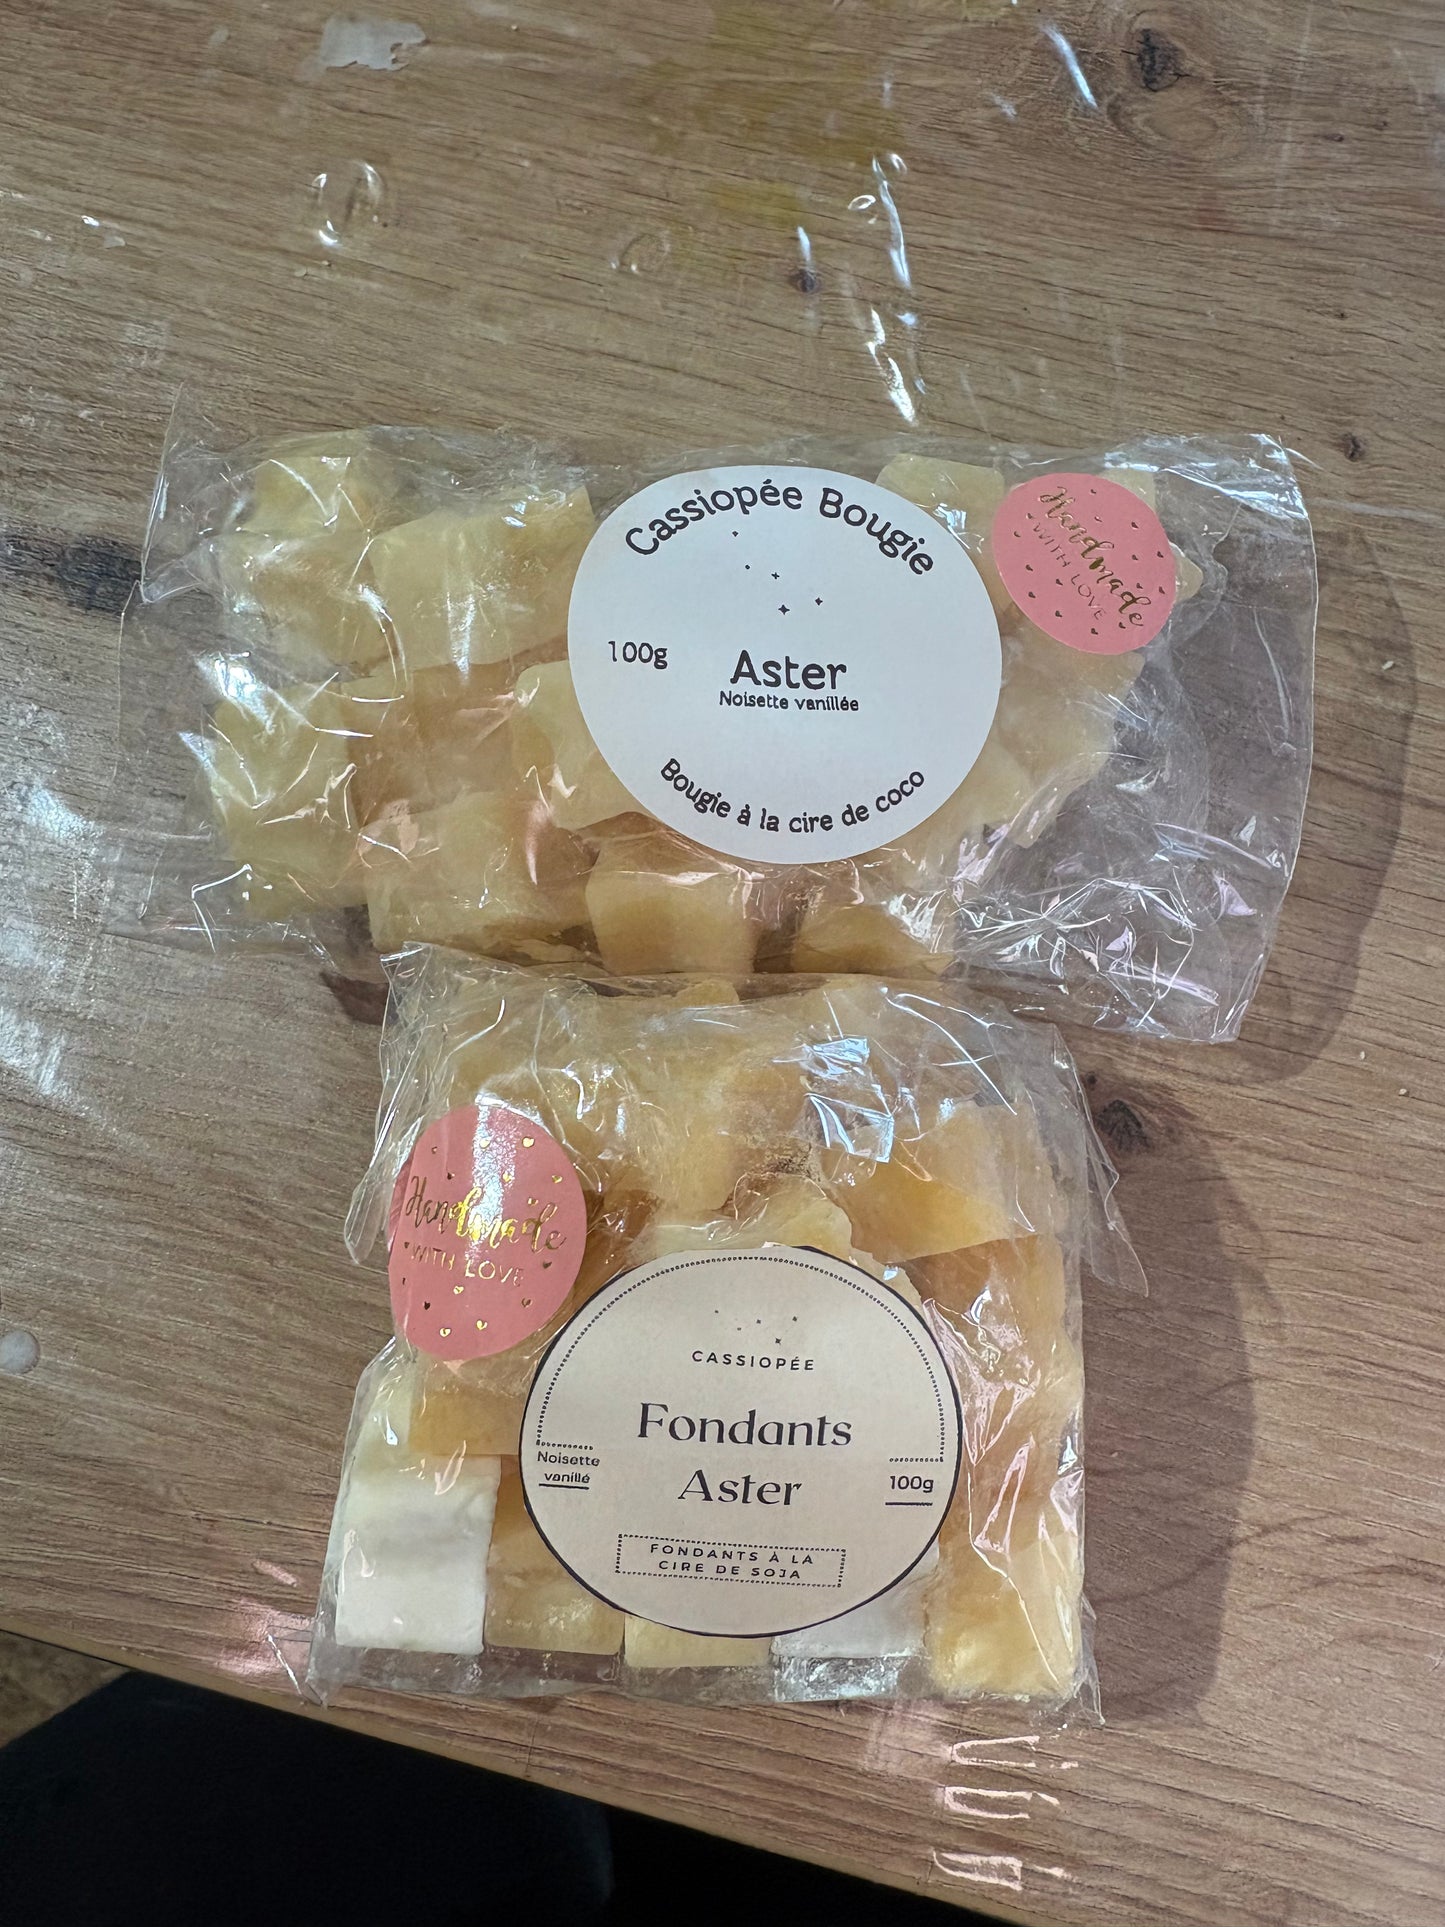 Cassiopée Bougie
Handmade
WITH LOVE
100g
Aster
Noisette vanillée
Bougie à la cire de coco
Handmade
WITH LOVE
CASSIOPÉE
Fondants
Aster
Noisette
vanillé
100g
FONDANTS À LA
CIRE DE SOJA